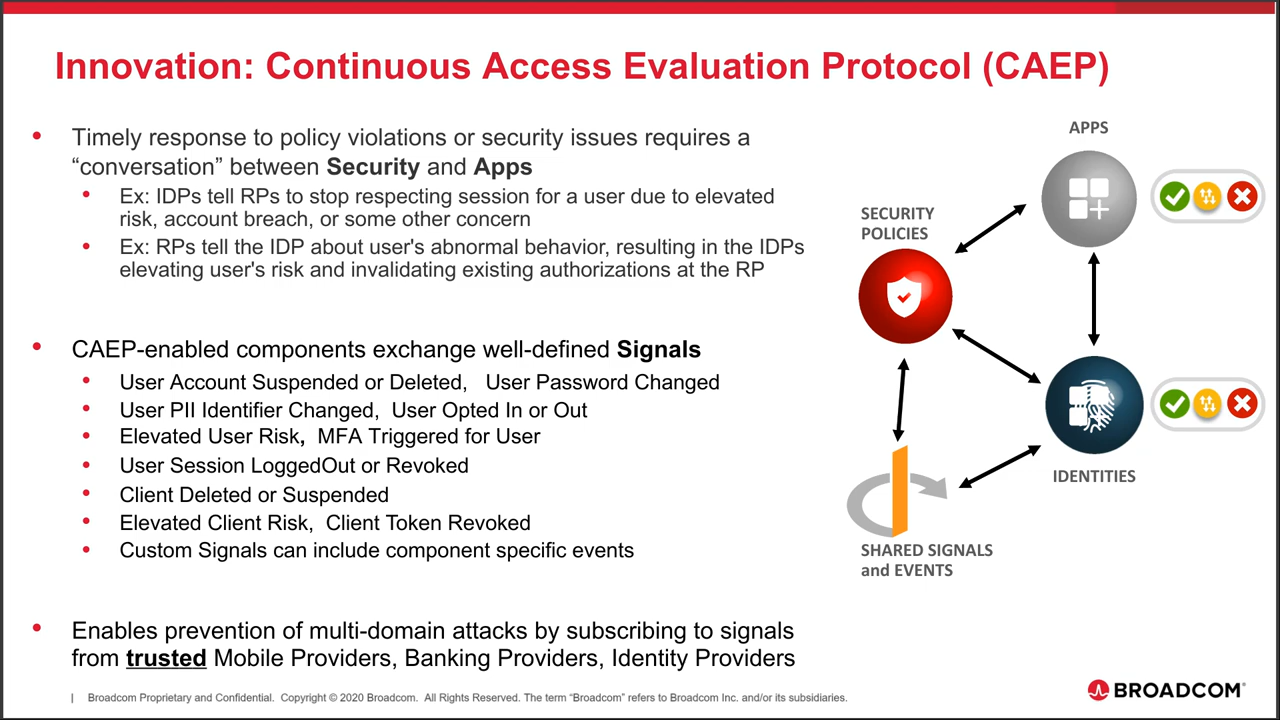 Innovation: Continuous Access Evaluation Protocol (CAEP)
• Timely response to policy violations or security issues requires a
“conversation” between Security and Apps
• Ex: IDPs tell RPs to stop respecting session for a user due to elevated
risk, account breach, or some other concern
• Ex: RPs tell the IDP about user's abnormal behavior, resulting in the IDPs
elevating user's risk and invalidating existing authorizations at the RP
• CAEP-enabled components exchange well-defined Signals
• User Account Suspended or Deleted, User Password Changed
• User PII Identifier Changed, User Opted In or Out
• Elevated User Risk, MFA Triggered for User
• User Session LoggedOut or Revoked
• Client Deleted or Suspended
• Elevated Client Risk, Client Token Revoked
• Custom Signals can include component specific events
• Enables prevention of multi-domain attacks by subscribing to signals
from trusted Mobile Providers, Banking Providers, Identity Providers
APPS
SECURITY
POLICIES
IDENTITIES
SHARED SIGNALS
and EVENTS
| Broadcom Proprietary and Confidential. Copyright © 2020 Broadcom. All Rights Reserved. The term “Broadcom” refers to Broadcom Inc. and/or its subsidiaries.
BROADCOM®